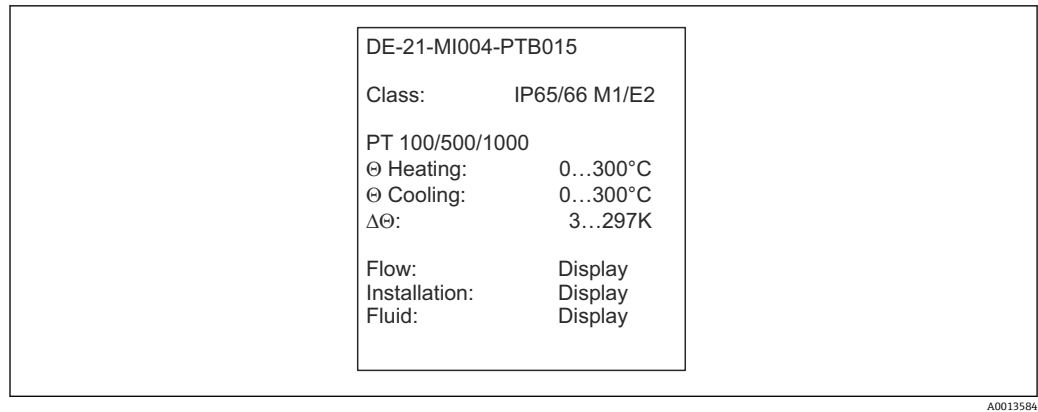 DE-21-MI004-PTB015
Class: IP65/66 M1/E2
PT 100/500/1000
Θ Heating: 0...300°C
Θ Cooling: 0...300°C
ΔΘ: 3...297K
Flow: Display
Installation: Display
Fluid: Display
A0013584